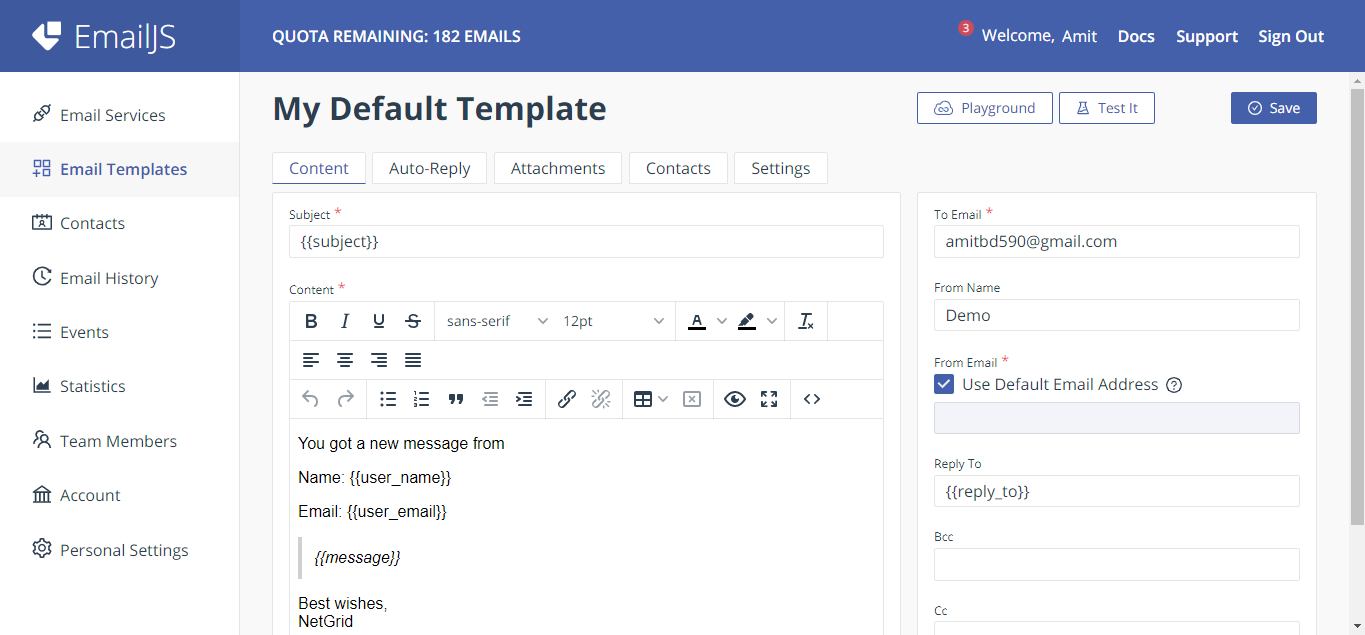 EmailJS
QUOTA REMAINING: 182 EMAILS
3
Welcome, Amit
Docs
Support
Sign Out
Email Services
Email Templates
Contacts
Email History
Events
Statistics
Team Members
Account
Personal Settings
My Default Template
Playground
Test It
Save
Content
Auto-Reply
Attachments
Contacts
Settings
Subject *
{{subject}}
Content *
B I U S sans-serif 12pt A
You got a new message from
Name: {{user_name}}
Email: {{user_email}}
{{message}}
Best wishes,
NetGrid
To Email *
amitbd590@gmail.com
From Name
Demo
From Email *
Use Default Email Address
Reply To
{{reply_to}}
Bcc
Cc